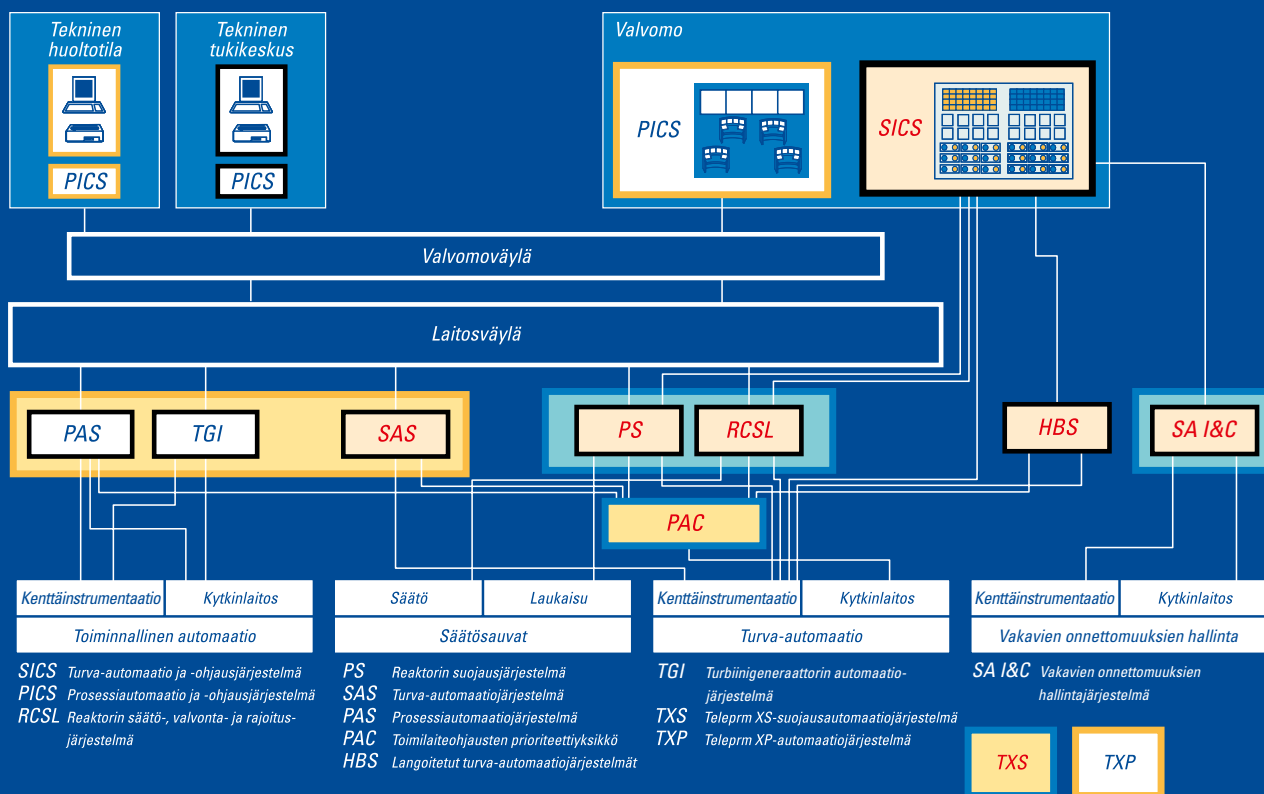 Tekninen
huoltotila
PICS
Tekninen
tukikeskus
PICS
Valvomo
PICS
SICS
Valvomoväylä
Laitosväylä
PAS
TGI
SAS
PS
RCSL
HBS
SA I&C
PAC
Kenttäinstrumentaatio
Kytkinlaitos
Toiminnallinen automaatio
Säätö
Laukaisu
Säätösauvat
Kenttäinstrumentaatio
Kytkinlaitos
Turva-automaatio
Kenttäinstrumentaatio
Kytkinlaitos
Vakavien onnettomuuksien hallinta
SICS Turva-automaatio ja -ohjausjärjestelmä
PICS Prosessiautomaatio ja -ohjausjärjestelmä
RCSL Reaktorin säätö-, valvonta- ja rajoitus-
järjestelmä
PS Reaktorin suojausjärjestelmä
SAS Turva-automaatiojärjestelmä
PAS Prosessiautomaatiojärjestelmä
PAC Toimilaiteohjausten prioriteettiyksikkö
HBS Langoitetut turva-automaatiojärjestelmät
TGI Turbiinigeneraattorin automaatio-
järjestelmä
TXS Teleprm XS-suojausautomaatiojärjestelmä
TXP Teleprm XP-automaatiojärjestelmä
SA I&C Vakavien onnettomuuksien
hallintajärjestelmä
TXS
TXP